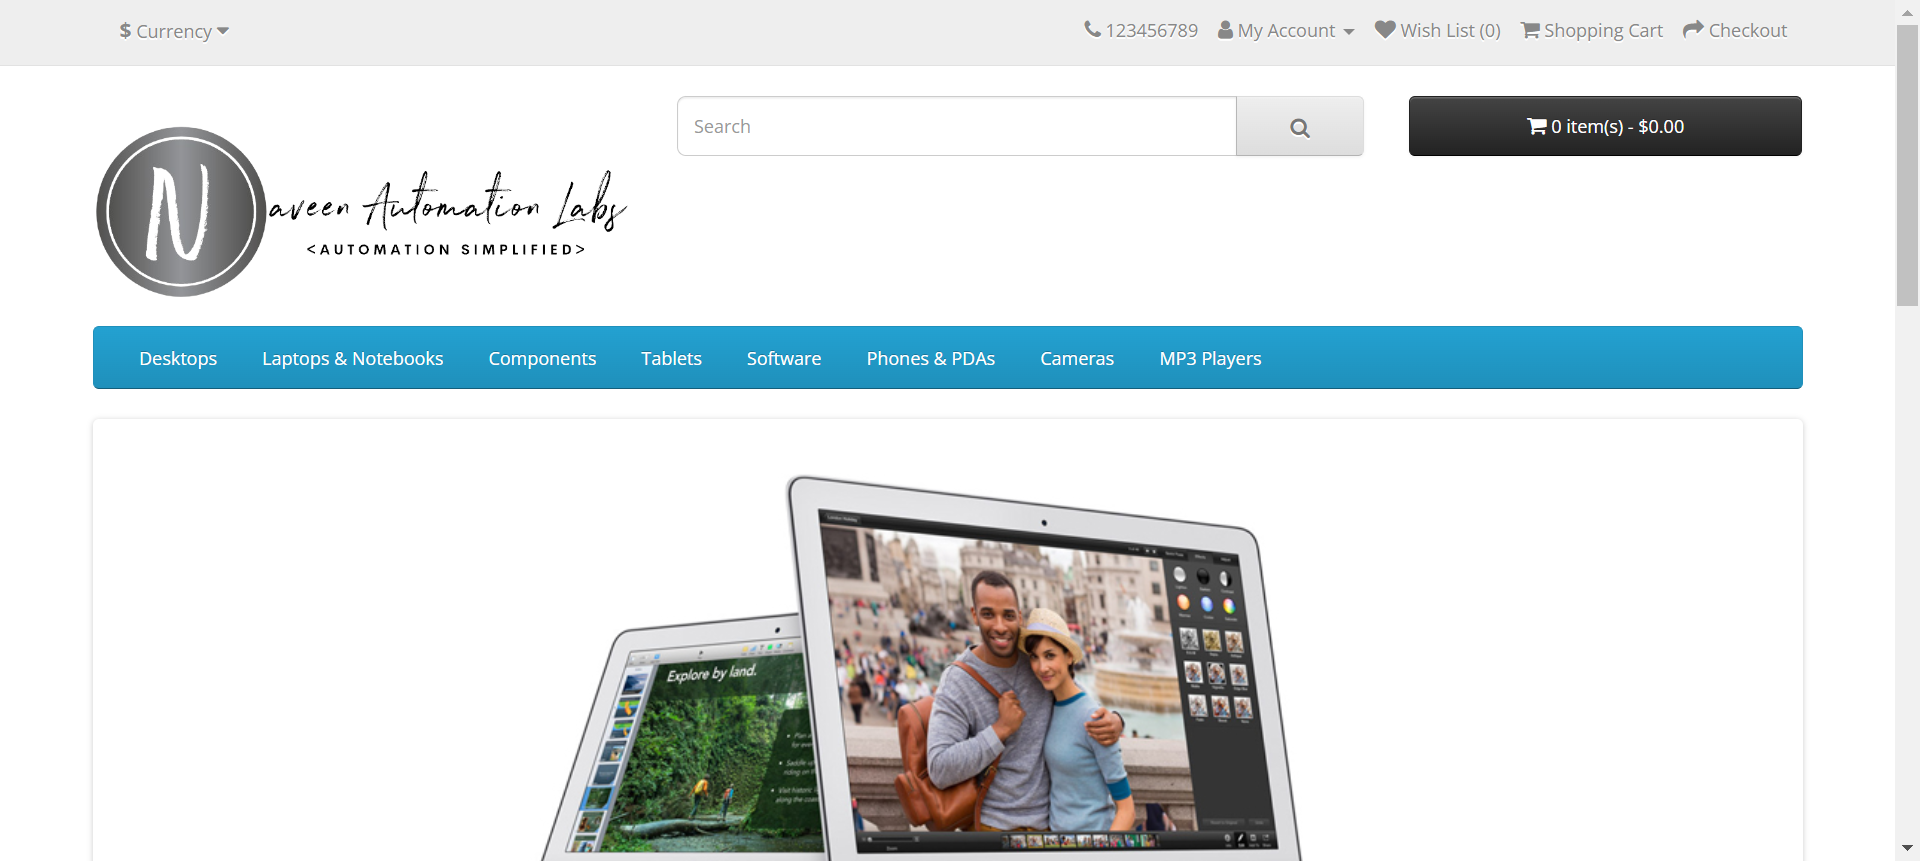 $ Currency
123456789 My Account Wish List (0) Shopping Cart Checkout
Search
0 item(s) - $0.00
Naveen Automation Labs
<AUTOMATION SIMPLIFIED>
Desktops Laptops & Notebooks Components Tablets Software Phones & PDAs Cameras MP3 Players
Explore by land.